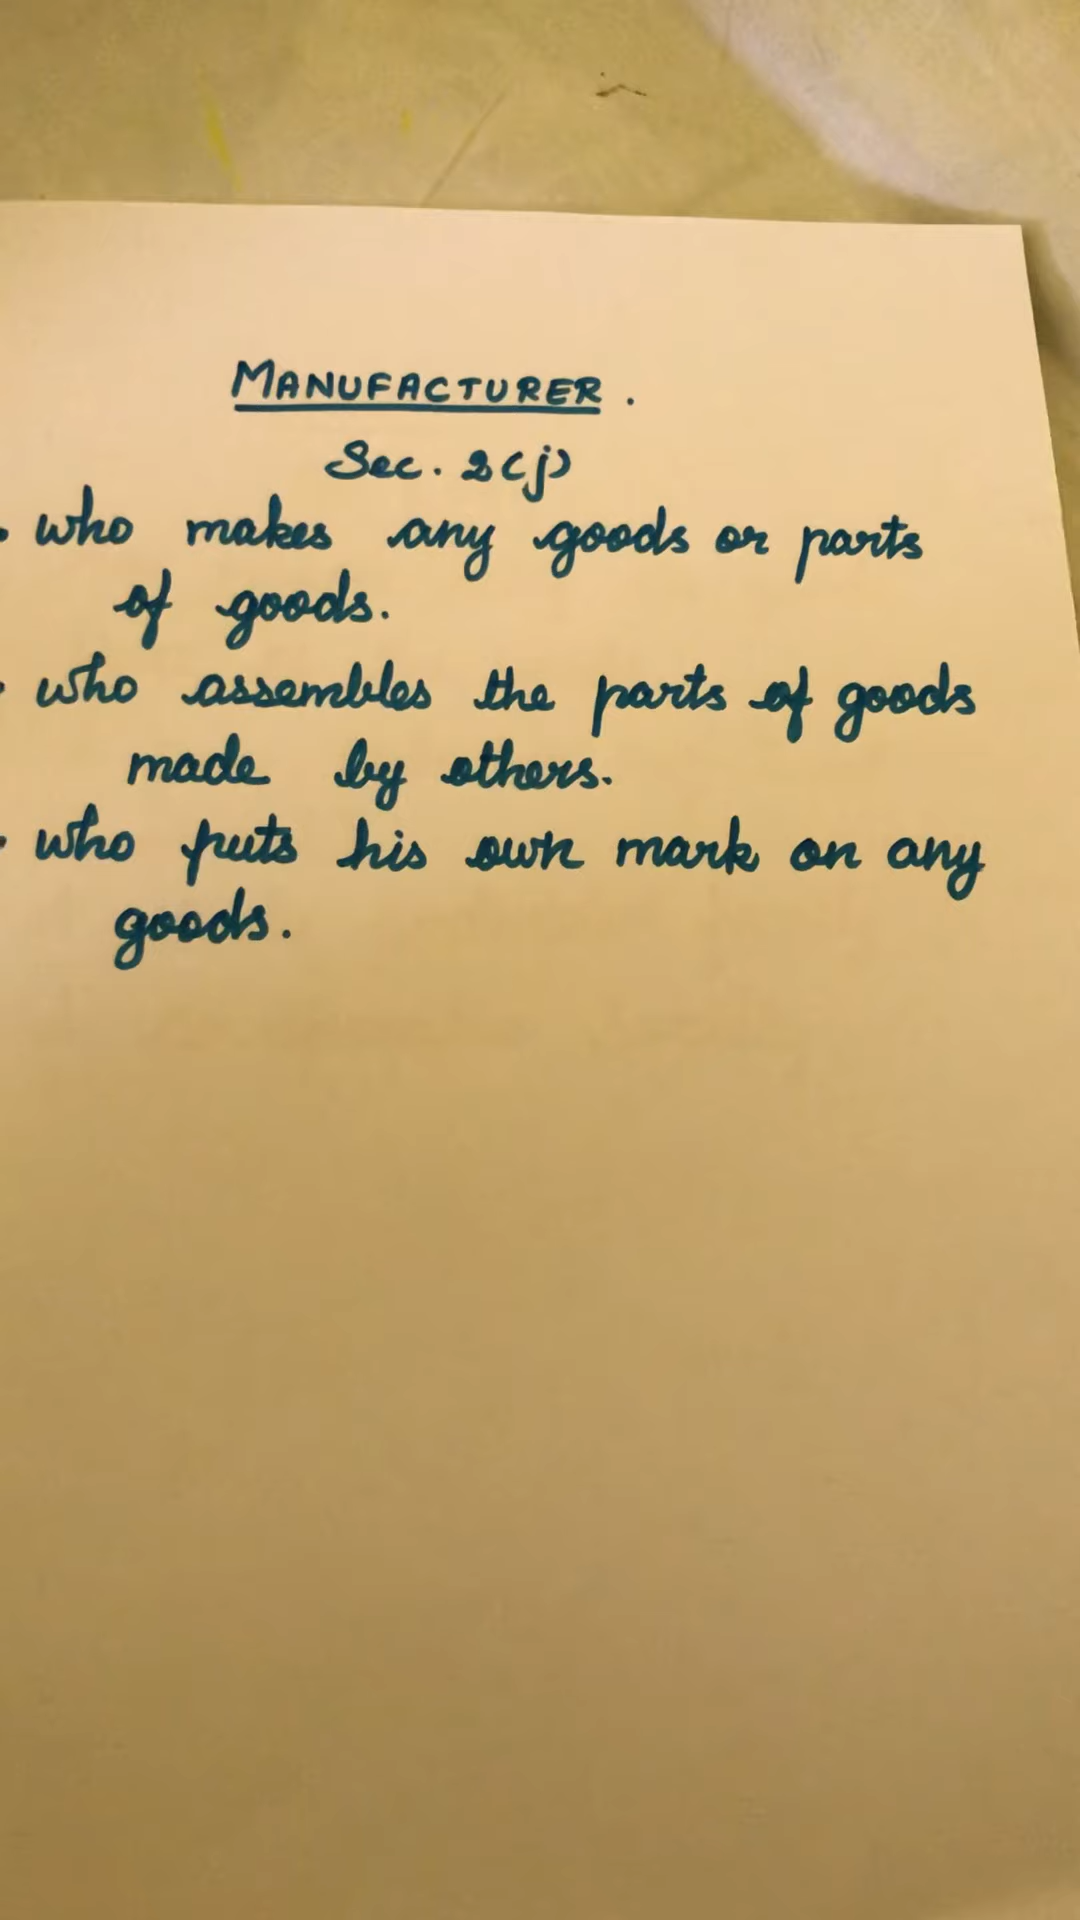 MANUFACTURER.
Sec. 2(j)
• who makes any goods or parts
of goods.
• who assembles the parts of goods
made by others.
• who puts his own mark on any
goods.